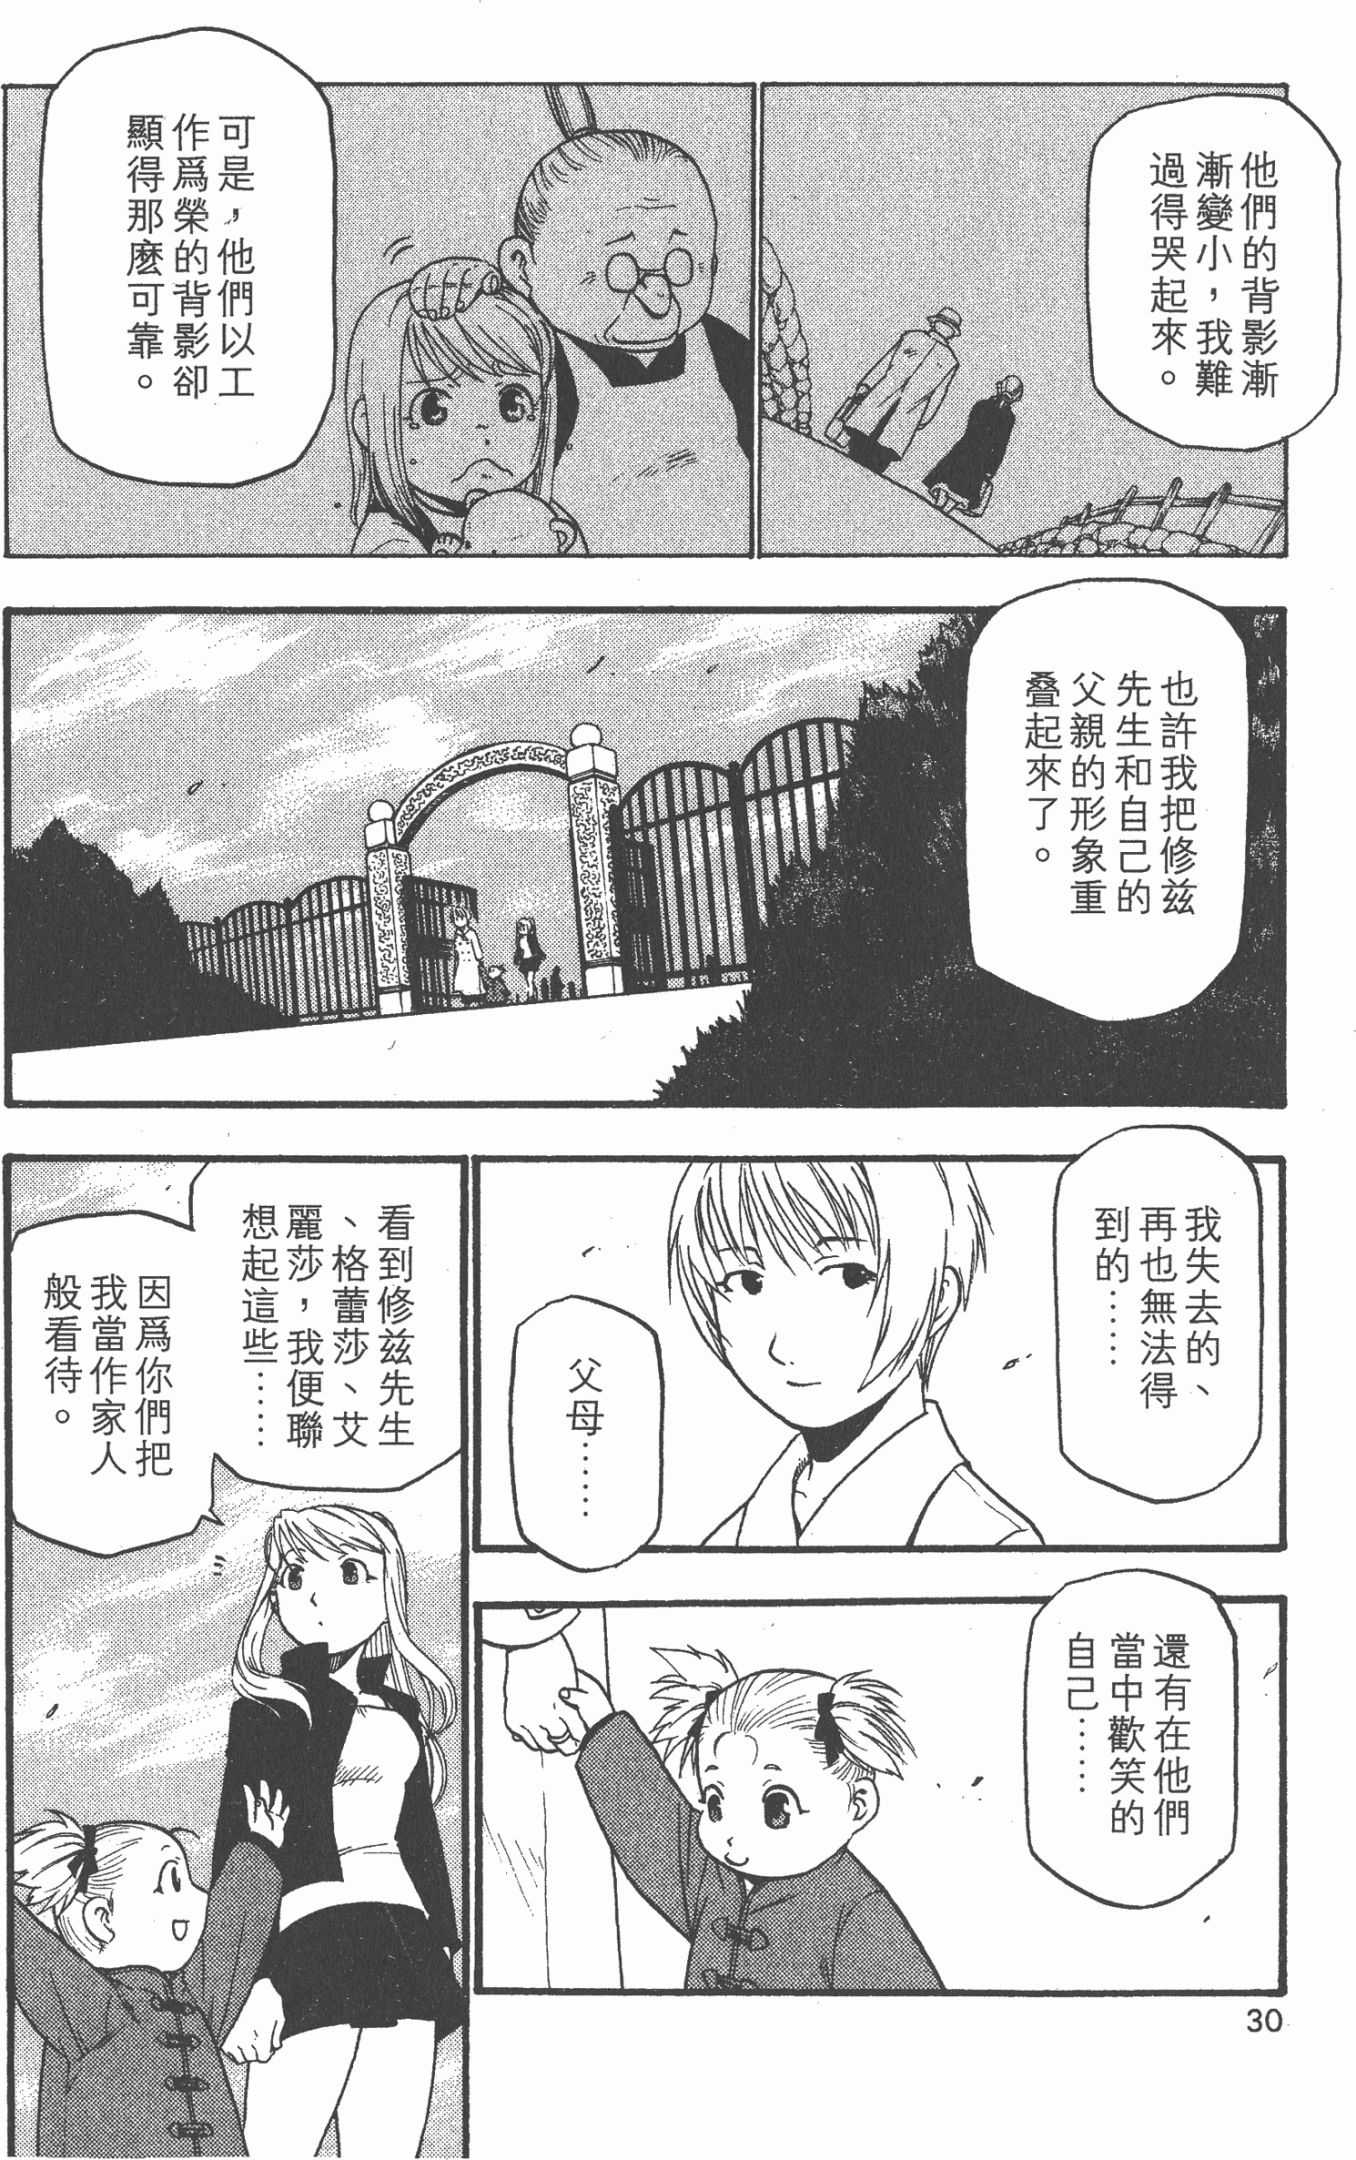 他們的背影漸
漸變小，我難
過得哭起來。
可是，他們以工
作爲榮的背影卻
顯得那麽可靠。
也許我把修兹
先生和自己的
父親的形象重
叠起來了。
我失去的、
再也無法得
到的……
父母……
還有在他們
當中歡笑的
自己……
看到修兹先生
、格蕾莎、艾
麗莎，我便聯
想起這些……
因爲你們把
我當作家人
般看待。
30